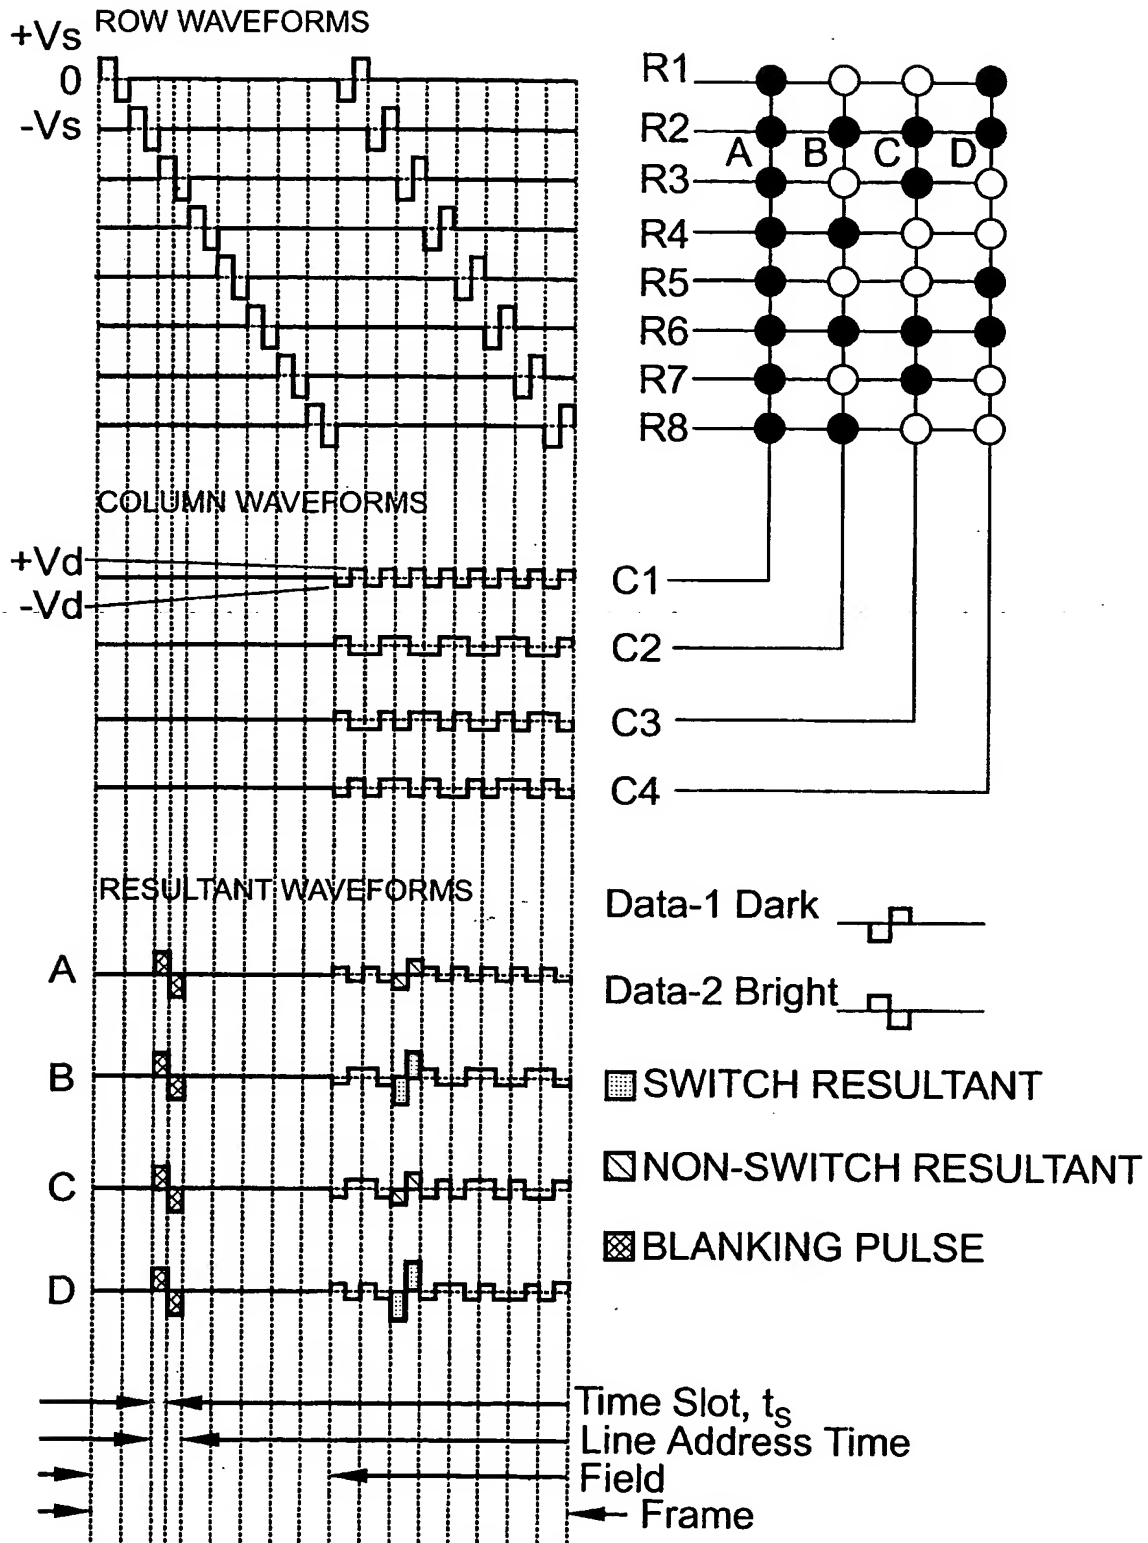 ROW WAVEFORMS
+Vs
0
-Vs
R1
R2
A B C D
R3
R4
R5
R6
R7
R8
COLUMN WAVEFORMS
+Vd
-Vd
C1
C2
C3
C4
RESULTANT WAVEFORMS
A
B
C
D
Data-1 Dark
Data-2 Bright
SWITCH RESULTANT
NON-SWITCH RESULTANT
BLANKING PULSE
Time Slot, ts
Line Address Time
Field
Frame